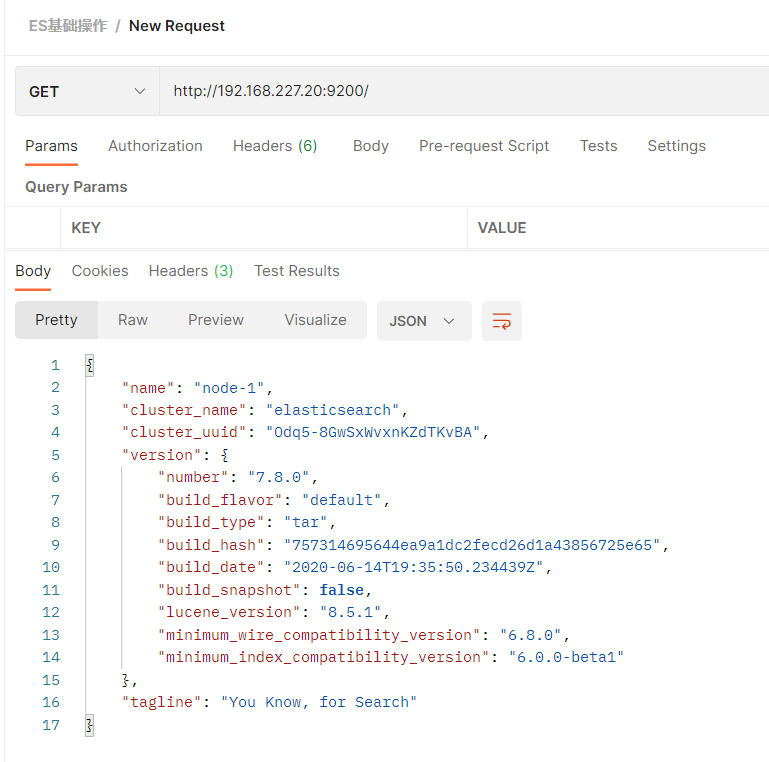 ES基础操作 / New Request
GET http://192.168.227.20:9200/
Params Authorization Headers (6) Body Pre-request Script Tests Settings
Query Params
KEY VALUE
Body Cookies Headers (3) Test Results
Pretty Raw Preview Visualize JSON
1 {
2 "name": "node-1",
3 "cluster_name": "elasticsearch",
4 "cluster_uuid": "Odq5-8GwSxWvxnKZdTKvBA",
5 "version": {
6 "number": "7.8.0",
7 "build_flavor": "default",
8 "build_type": "tar",
9 "build_hash": "757314695644ea9a1dc2fecd26d1a43856725e65",
10 "build_date": "2020-06-14T19:35:50.234439Z",
11 "build_snapshot": false,
12 "lucene_version": "8.5.1",
13 "minimum_wire_compatibility_version": "6.8.0",
14 "minimum_index_compatibility_version": "6.0.0-beta1"
15 },
16 "tagline": "You Know, for Search"
17 }